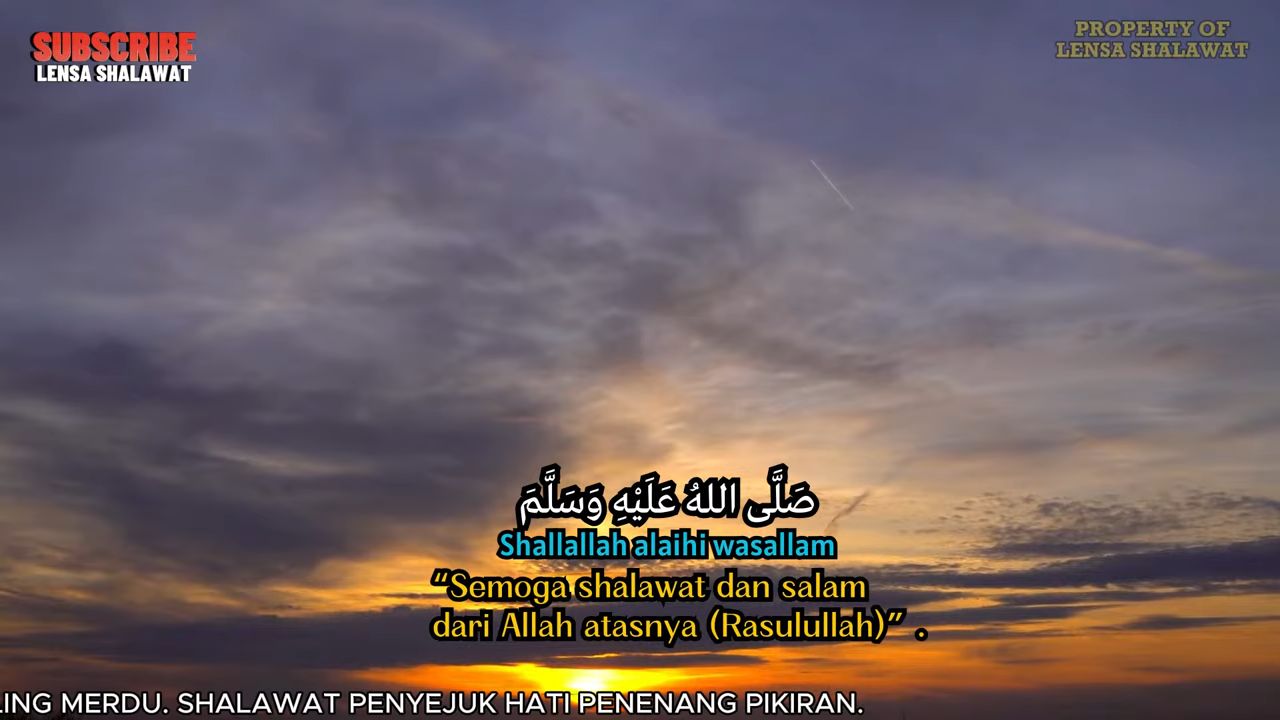 SUBSCRIBE
LENSA SHALAWAT
PROPERTY OF
LENSA SHALAWAT
صَلَّى اللهُ عَلَيْهِ وَسَلَّمَ
Shallallah alaihi wasallam
“Semoga shalawat dan salam
dari Allah atasnya (Rasulullah)” .
LING MERDU. SHALAWAT PENYEJUK HATI PENENANG PIKIRAN.